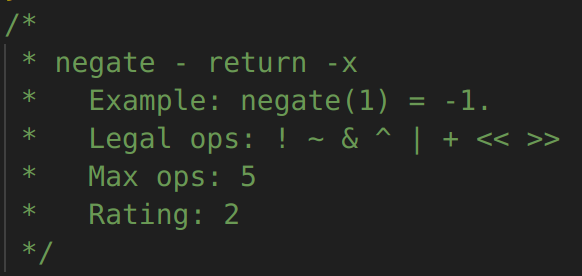 /*
 * negate - return -x
 *   Example: negate(1) = -1.
 *   Legal ops: ! ~ & ^ | + << >>
 *   Max ops: 5
 *   Rating: 2
 */